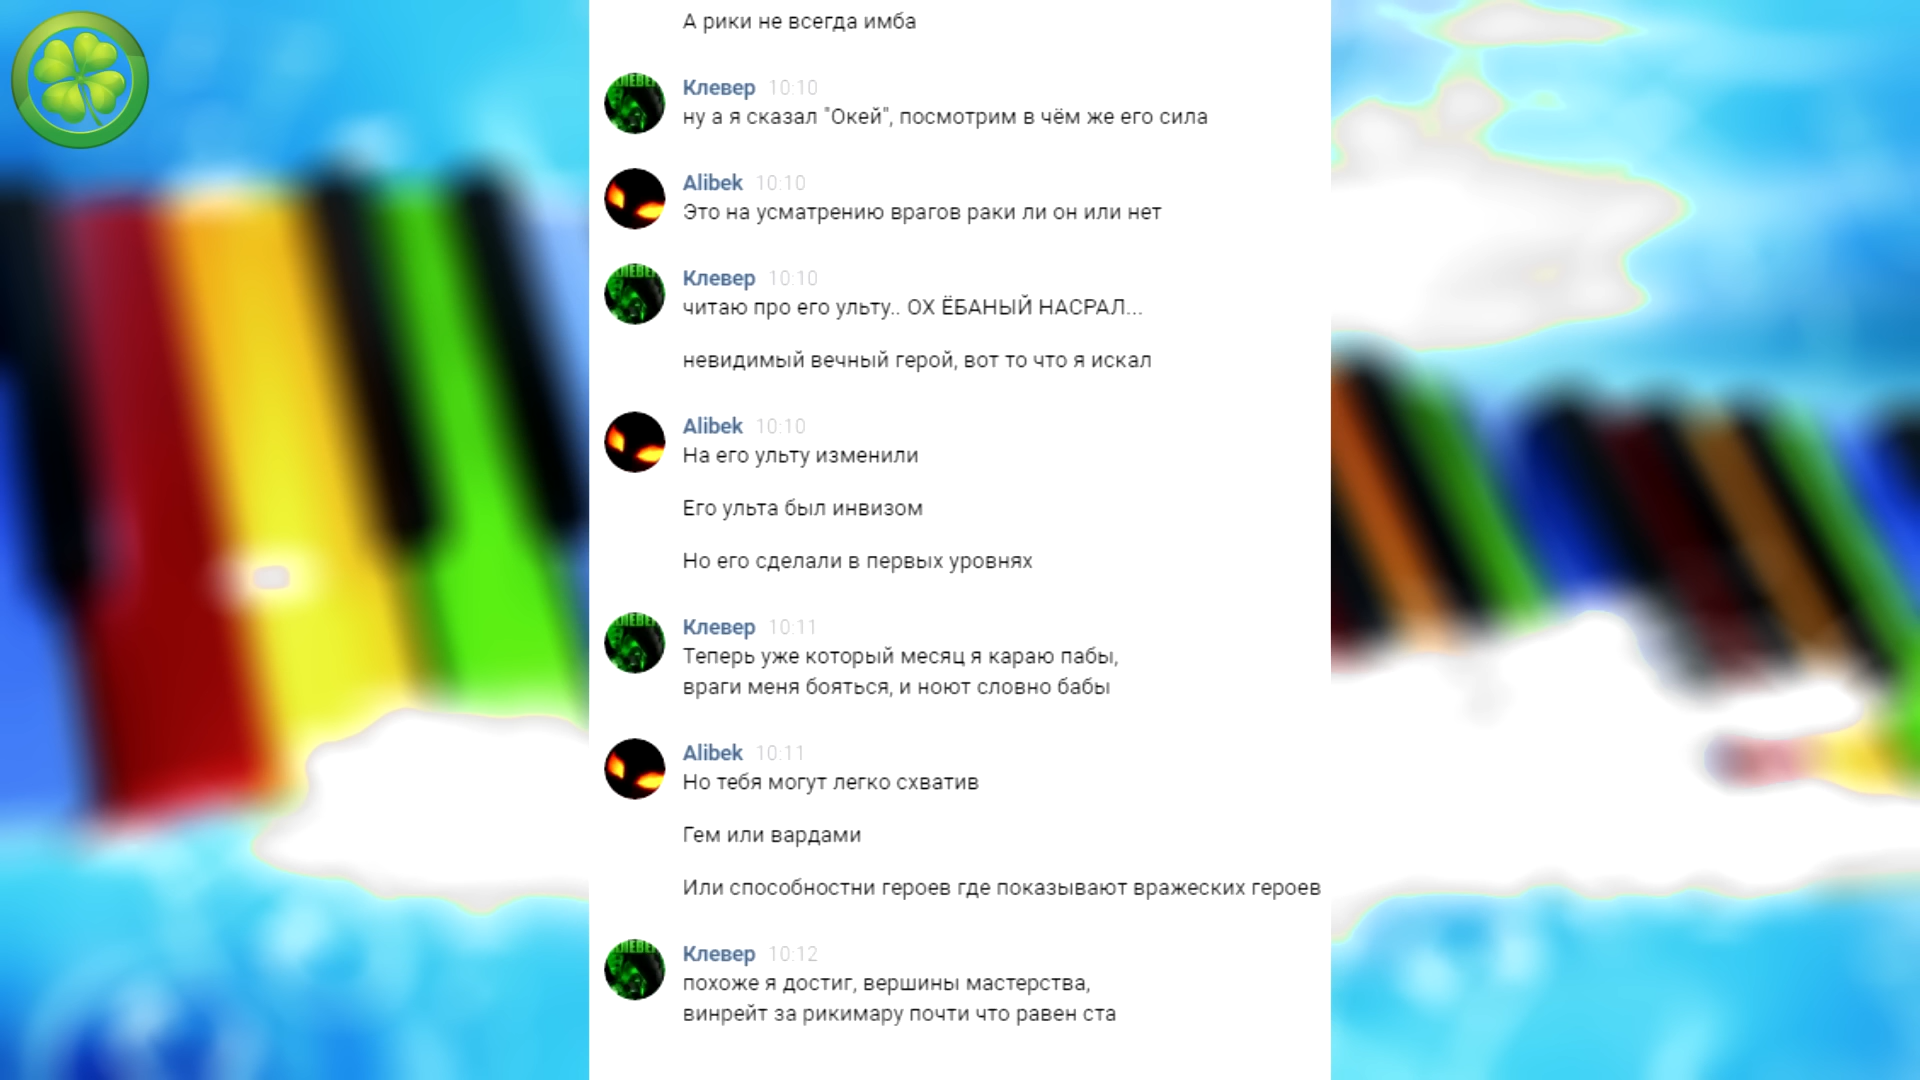 А рики не всегда имба
Клевер 10:10
ну а я сказал "Окей", посмотрим в чём же его сила
Alibek 10:10
Это на усматрению врагов раки ли он или нет
Клевер 10:10
читаю про его ульту.. ОХ ЁБАНЫЙ НАСРАЛ...
невидимый вечный герой, вот то что я искал
Alibek 10:10
На его ульту изменили
Его ульта был инвизом
Но его сделали в первых уровнях
Клевер 10:11
Теперь уже который месяц я караю пабы,
враги меня бояться, и ноют словно бабы
Alibek 10:11
Но тебя могут легко схватив
Гем или вардами
Или способностни героев где показывают вражеских героев
Клевер 10:12
похоже я достиг, вершины мастерства,
винрейт за рикимару почти что равен ста